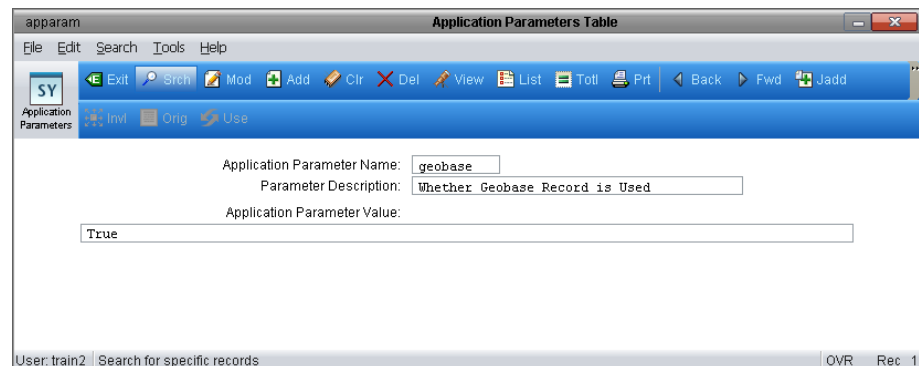 apparam Application Parameters Table
File Edit Search Tools Help
SY Exit Srch Mod Add Clr Del View List Totl Prt Back Fwd Jadd
Application Parameters
Invl Orig Use
Application Parameter Name: geobase
Parameter Description: Whether Geobase Record is Used
Application Parameter Value:
True
User: train2 Search for specific records OVR Rec 1